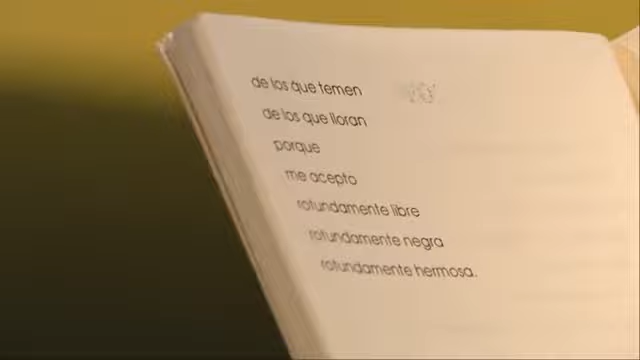 de los que temen
de los que lloran
porque
me acepto
rotundamente libre
rotundamente negra
rotundamente hermosa.